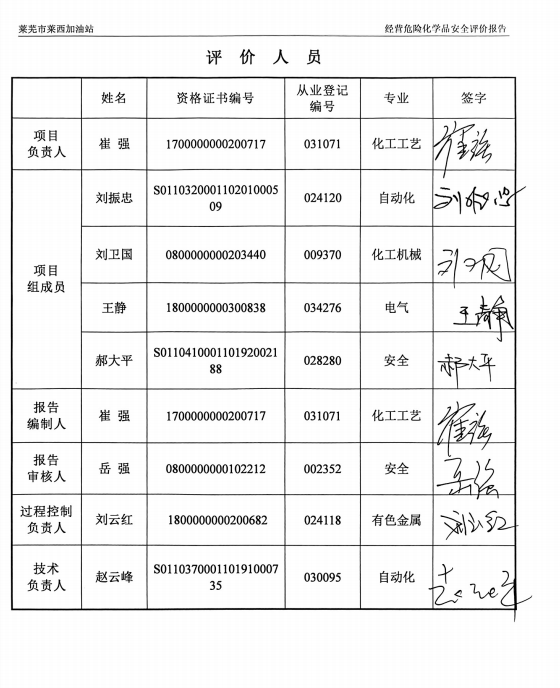 莱芜市莱西加油站 经营危险化学品安全评价报告
评价人员
姓名 资格证书编号 从业登记编号 专业 签字
项目负责人 崔强 1700000000200717 031071 化工工艺 崔强
项目组成员 刘振忠 S011032000110201000509 024120 自动化 刘振忠
刘卫国 0800000000203440 009370 化工机械 刘卫国
王静 1800000000300838 034276 电气 王静
郝大平 S011041000110192002188 028280 安全 郝大平
报告编制人 崔强 1700000000200717 031071 化工工艺 崔强
报告审核人 岳强 0800000000102212 002352 安全 岳强
过程控制负责人 刘云红 1800000000200682 024118 有色金属 刘云红
技术负责人 赵云峰 S011037000110191000735 030095 自动化